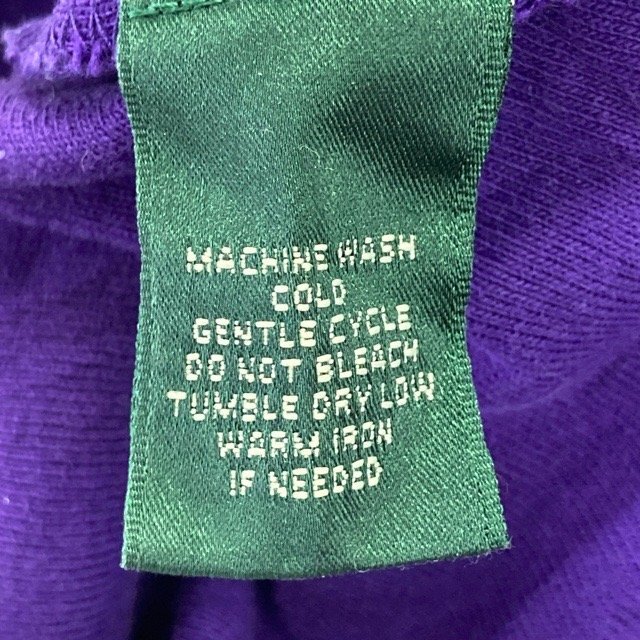 MACHINE WASH
COLD
GENTLE CYCLE
DO NOT BLEACH
TUMBLE DRY LOW
WARM IRON
IF NEEDED